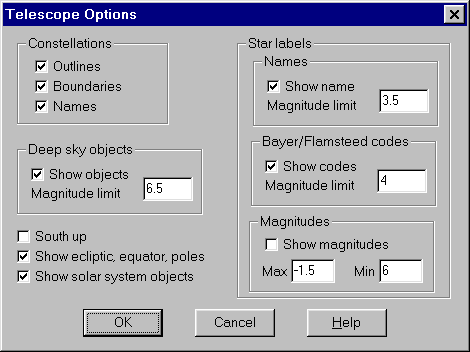 Telescope Options
Constellations
Outlines
Boundaries
Names
Deep sky objects
Show objects
Magnitude limit 6.5
South up
Show ecliptic, equator, poles
Show solar system objects
Star labels
Names
Show name
Magnitude limit 3.5
Bayer/Flamsteed codes
Show codes
Magnitude limit 4
Magnitudes
Show magnitudes
Max -1.5 Min 6
OK Cancel Help